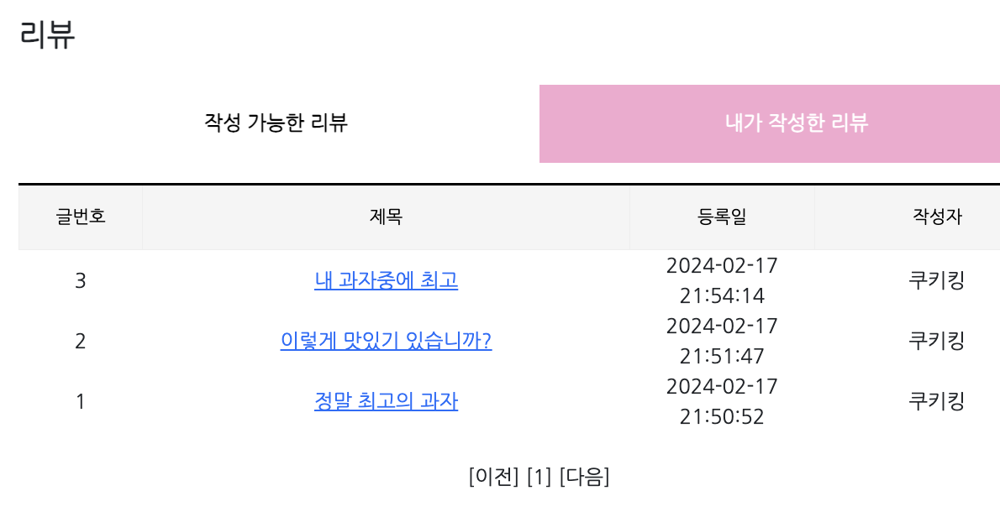 리뷰
작성 가능한 리뷰 내가 작성한 리뷰
글번호 제목 등록일 작성자
3 내 과자중에 최고 2024-02-17 21:54:14 쿠키킹
2 이렇게 맛있기 있습니까? 2024-02-17 21:51:47 쿠키킹
1 정말 최고의 과자 2024-02-17 21:50:52 쿠키킹
[이전] [1] [다음]